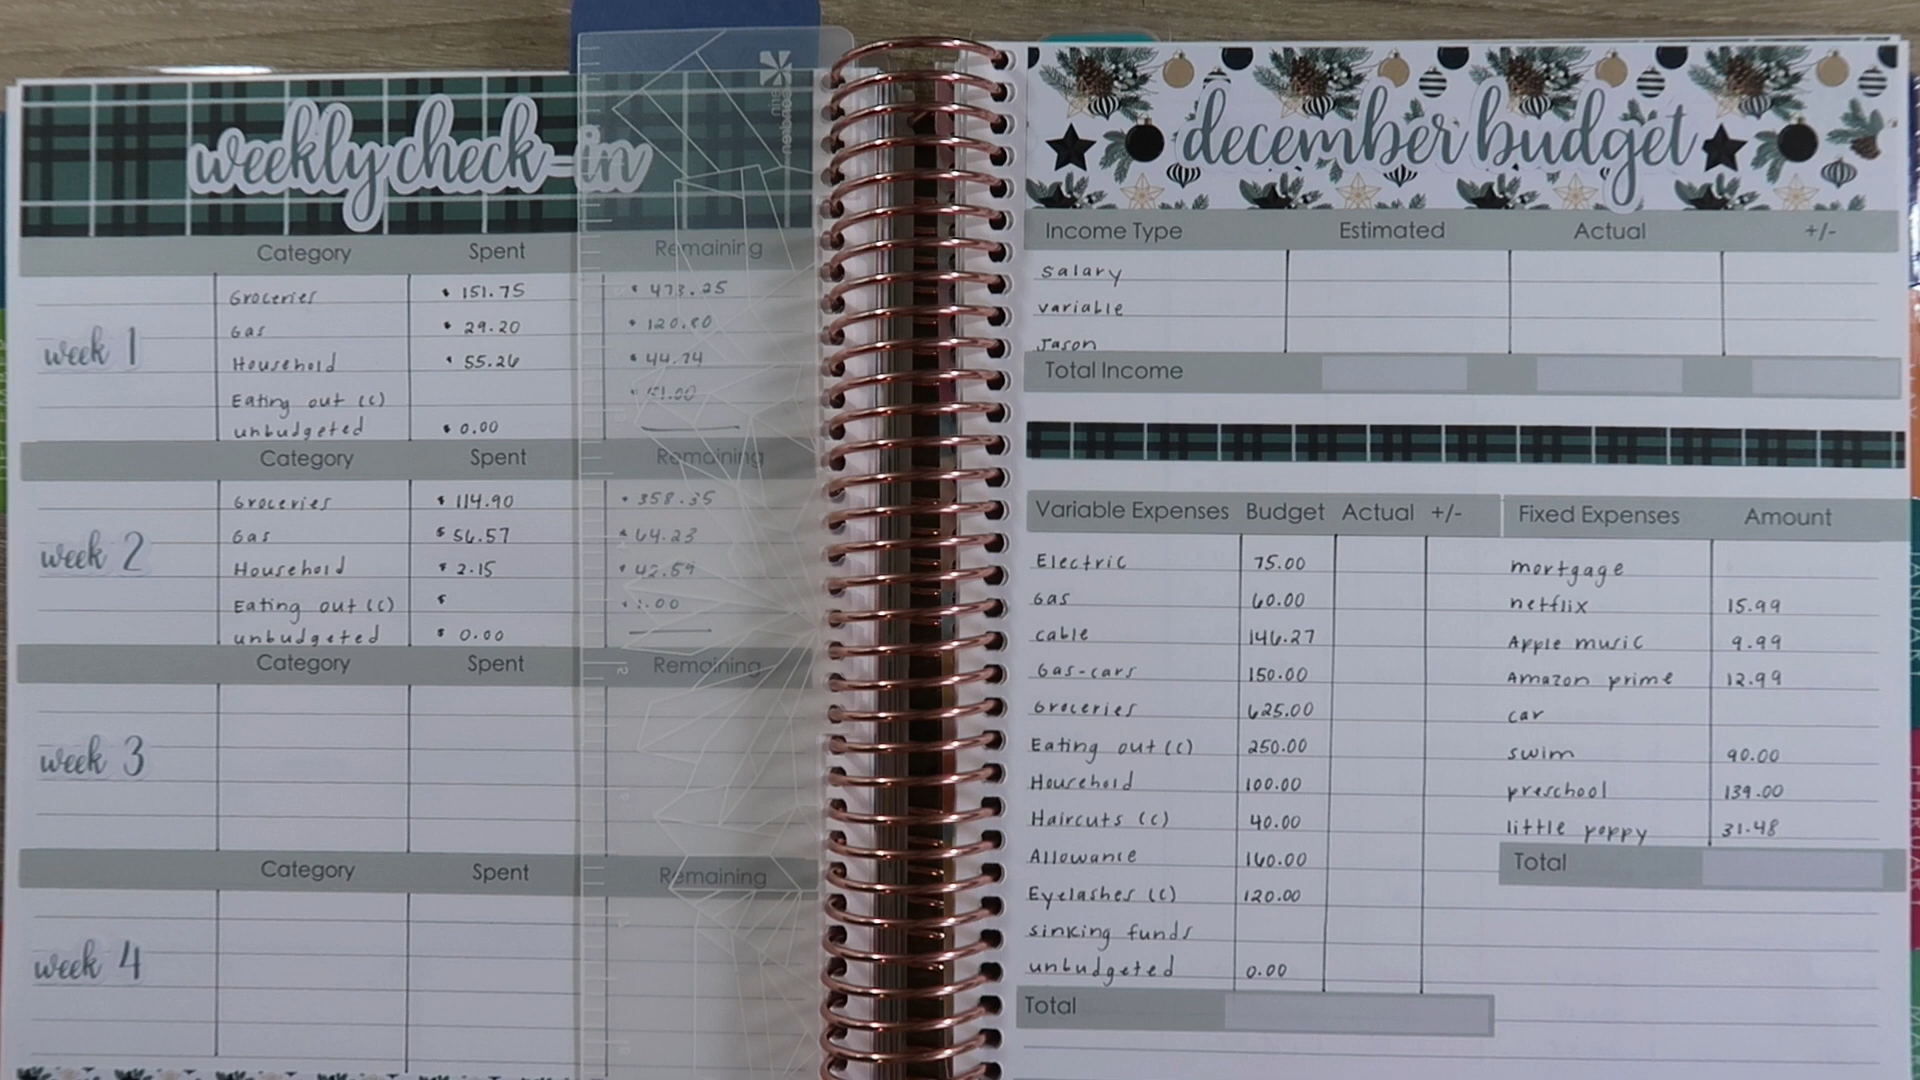 weekly check-in
Category Spent Remaining
week 1
Groceries $ 151.75 $ 473.25
Gas $ 29.20 $ 120.80
Household $ 55.26 $ 44.74
Eating out (c) $ 51.00
unbudgeted $ 0.00
Category Spent Remaining
week 2
Groceries $ 114.90 $ 358.35
Gas $ 56.57 $ 64.23
Household $ 2.15 $ 42.59
Eating out (c) $ 1.00
unbudgeted $ 0.00
Category Spent Remaining
week 3
Category Spent Remaining
week 4
december budget
Income Type Estimated Actual +/-
salary
variable
Jason
Total Income
Variable Expenses Budget Actual +/-
Electric 75.00
Gas 60.00
cable 146.27
Gas-cars 150.00
Groceries 625.00
Eating out (c) 250.00
Household 100.00
Haircuts (c) 40.00
Allowance 160.00
Eyelashes (c) 120.00
sinking funds
unbudgeted 0.00
Total
Fixed Expenses Amount
mortgage
netflix 15.99
Apple music 9.99
Amazon prime 12.99
car
swim 90.00
preschool 139.00
little poppy 31.48
Total